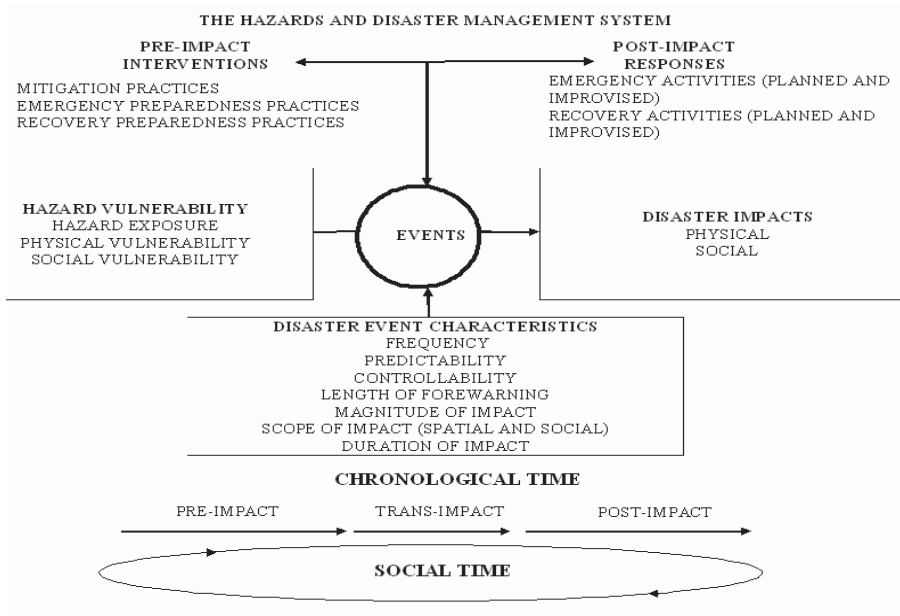 THE HAZARDS AND DISASTER MANAGEMENT SYSTEM
PRE-IMPACT
INTERVENTIONS
MITIGATION PRACTICES
EMERGENCY PREPAREDNESS PRACTICES
RECOVERY PREPAREDNESS PRACTICES
POST-IMPACT
RESPONSES
EMERGENCY ACTIVITIES (PLANNED AND
IMPROVISED)
RECOVERY ACTIVITIES (PLANNED AND
IMPROVISED)
HAZARD VULNERABILITY
HAZARD EXPOSURE
PHYSICAL VULNERABILITY
SOCIAL VULNERABILITY
EVENTS
DISASTER IMPACTS
PHYSICAL
SOCIAL
DISASTER EVENT CHARACTERISTICS
FREQUENCY
PREDICTABILITY
CONTROLLABILITY
LENGTH OF FOREWARNING
MAGNITUDE OF IMPACT
SCOPE OF IMPACT (SPATIAL AND SOCIAL)
DURATION OF IMPACT
CHRONOLOGICAL TIME
PRE-IMPACT
TRANS-IMPACT
POST-IMPACT
SOCIAL TIME